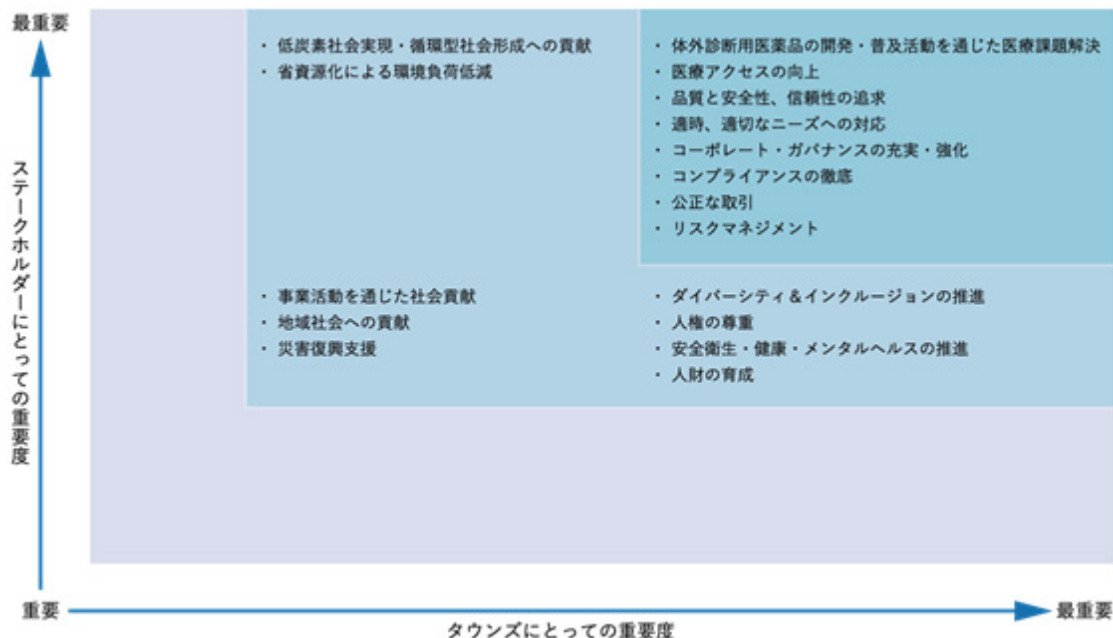 最重要
・ 低炭素社会実現・循環型社会形成への貢献
・ 省資源化による環境負荷低減
・ 体外診断用医薬品の開発・普及活動を通じた医療課題解決
・ 医療アクセスの向上
・ 品質と安全性、信頼性の追求
・ 適時、適切なニーズへの対応
・ コーポレート・ガバナンスの充実・強化
・ コンプライアンスの徹底
・ 公正な取引
・ リスクマネジメント
ステークホルダーにとっての重要度
・ 事業活動を通じた社会貢献
・ 地域社会への貢献
・ 災害復興支援
・ ダイバーシティ＆インクルージョンの推進
・ 人権の尊重
・ 安全衛生・健康・メンタルヘルスの推進
・ 人財の育成
重要
最重要
タウンズにとっての重要度